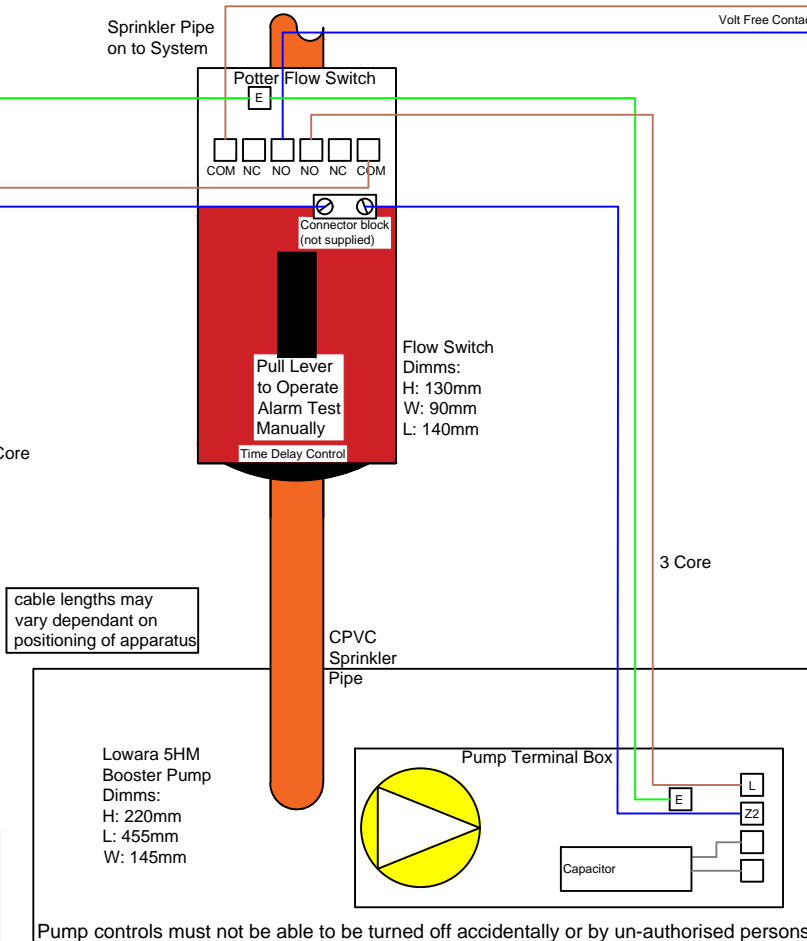 Sprinkler Pipe
on to System
Volt Free Contac
Potter Flow Switch
E
COM NC NO NO NC COM
Connector block
(not supplied)
Pull Lever
to Operate
Alarm Test
Manually
Time Delay Control
Flow Switch
Dimms:
H: 130mm
W: 90mm
L: 140mm
Core
3 Core
cable lengths may
vary dependant on
positioning of apparatus
CPVC
Sprinkler
Pipe
Lowara 5HM
Booster Pump
Dimms:
H: 220mm
L: 455mm
W: 145mm
Pump Terminal Box
L
E
Z2
Capacitor
Pump controls must not be able to be turned off accidentally or by un-authorised persons